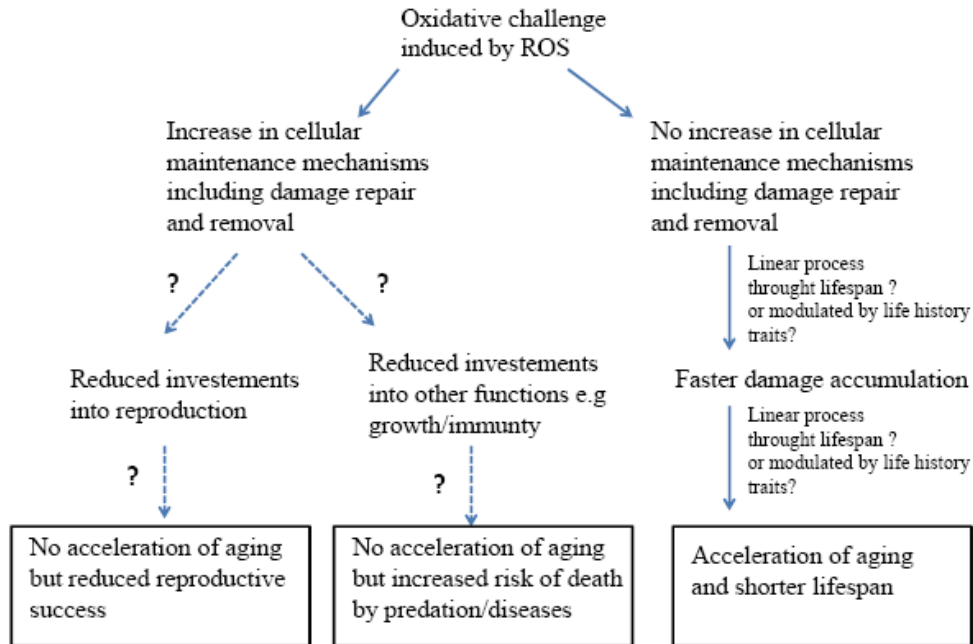 Oxidative challenge
induced by ROS
Increase in cellular
maintenance mechanisms
including damage repair
and removal
No increase in cellular
maintenance mechanisms
including damage repair
and removal
?
?
Linear process
throught lifespan ?
or modulated by life history
traits?
Reduced investements
into reproduction
Reduced investements
into other functions e.g
growth/immunty
Faster damage accumulation
?
?
Linear process
throught lifespan ?
or modulated by life history
traits?
No acceleration of aging
but reduced reproductive
success
No acceleration of aging
but increased risk of death
by predation/diseases
Acceleration of aging
and shorter lifespan